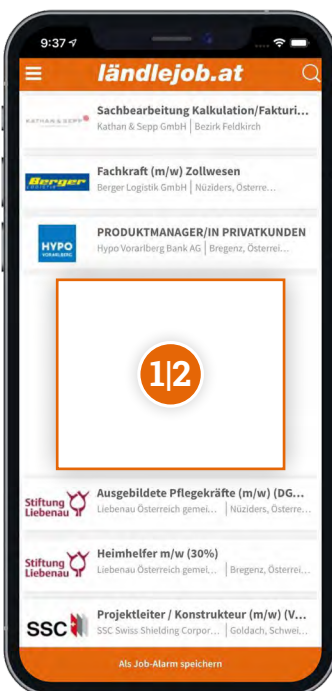 9:37
ländlejob.at
KATHAN & SEPP
Sachbearbeitung Kalkulation/Fakturi...
Kathan & Sepp GmbH | Bezirk Feldkirch
Berger
LOGISTIK
Fachkraft (m/w) Zollwesen
Berger Logistik GmbH | Nüziders, Österre...
HYPO
VORARLBERG
PRODUKTMANAGER/IN PRIVATKUNDEN
Hypo Vorarlberg Bank AG | Bregenz, Österrei...
1|2
Stiftung
Liebenau
Ausgebildete Pflegekräfte (m/w) (DG...
Liebenau Österreich gemei... | Nüziders, Österre...
Stiftung
Liebenau
Heimhelfer m/w (30%)
Liebenau Österreich gemei... | Bregenz, Österrei...
SSC
Projektleiter / Konstrukteur (m/w) (V...
SSC Swiss Shielding Corpor... | Goldach, Schwei...
Als Job-Alarm speichern